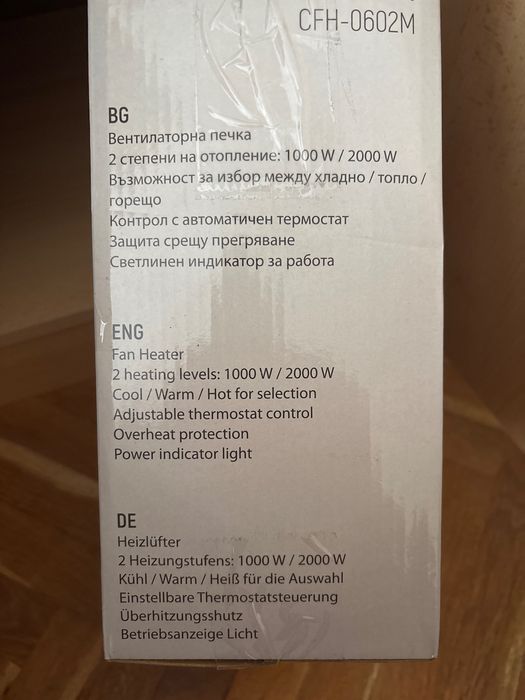 CFH-0602M
BG
Вентилаторна печка
2 степени на отопление: 1000 W / 2000 W
Възможност за избор между хладно / топло /
горещо
Контрол с автоматичен термостат
Защита срещу прегряване
Светлинен индикатор за работа
ENG
Fan Heater
2 heating levels: 1000 W / 2000 W
Cool / Warm / Hot for selection
Adjustable thermostat control
Overheat protection
Power indicator light
DE
Heizlüfter
2 Heizungstufens: 1000 W / 2000 W
Kühl / Warm / Heiß für die Auswahl
Einstellbare Thermostatsteuerung
Überhitzungsshutz
Betriebsanzeige Licht